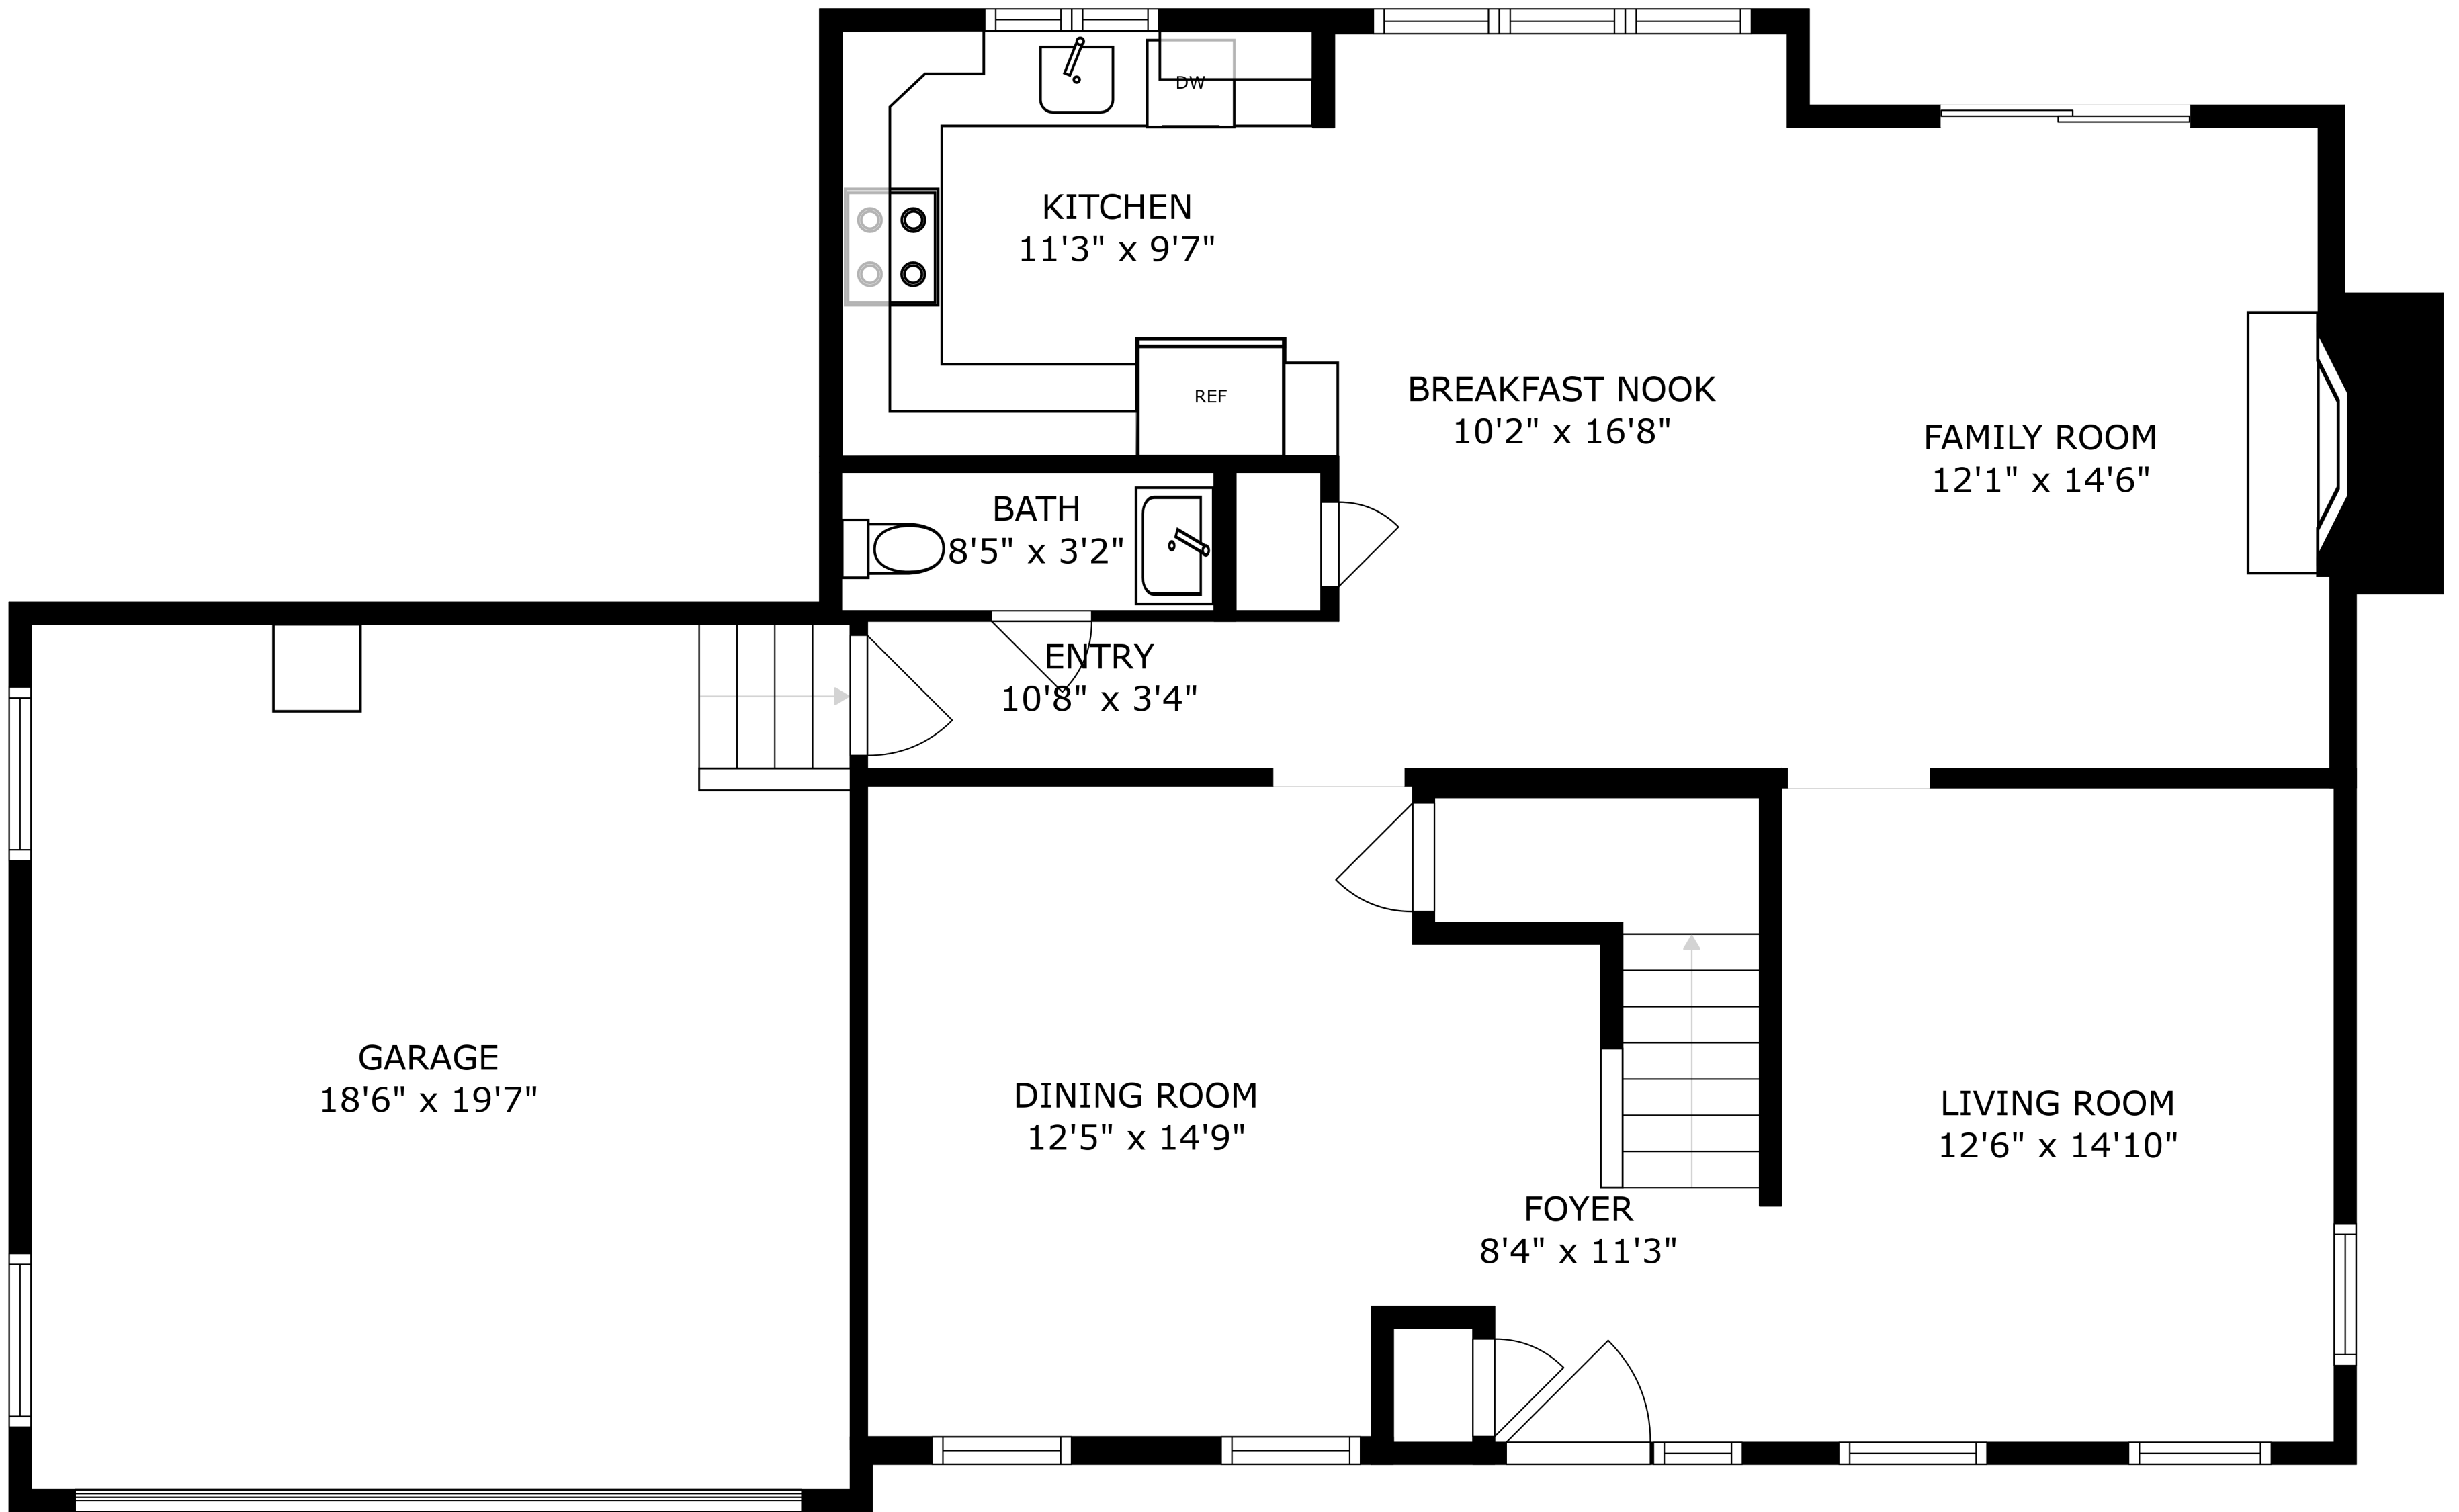 DW
KITCHEN
11'3" x 9'7"
REF
BREAKFAST NOOK
10'2" x 16'8"
FAMILY ROOM
12'1" x 14'6"
BATH
8'5" x 3'2"
ENTRY
10'8" x 3'4"
GARAGE
18'6" x 19'7"
DINING ROOM
12'5" x 14'9"
LIVING ROOM
12'6" x 14'10"
FOYER
8'4" x 11'3"